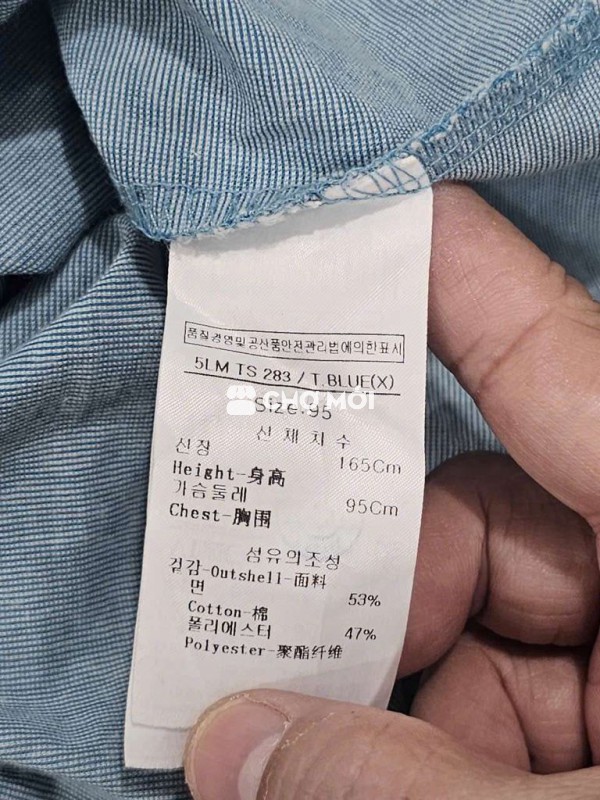 품질경영및공산품안전관리법에의한표시
5LM TS 283 / T.BLUE(X)
CHỢ MỚI
Size:95
신 체 치 수
신장
165Cm
Height-身高
가슴둘레
95Cm
Chest-胸围
섬유의조성
겉감-Outshell-面料
면
53%
Cotton-棉
폴리에스터
47%
Polyester-聚酯纤维